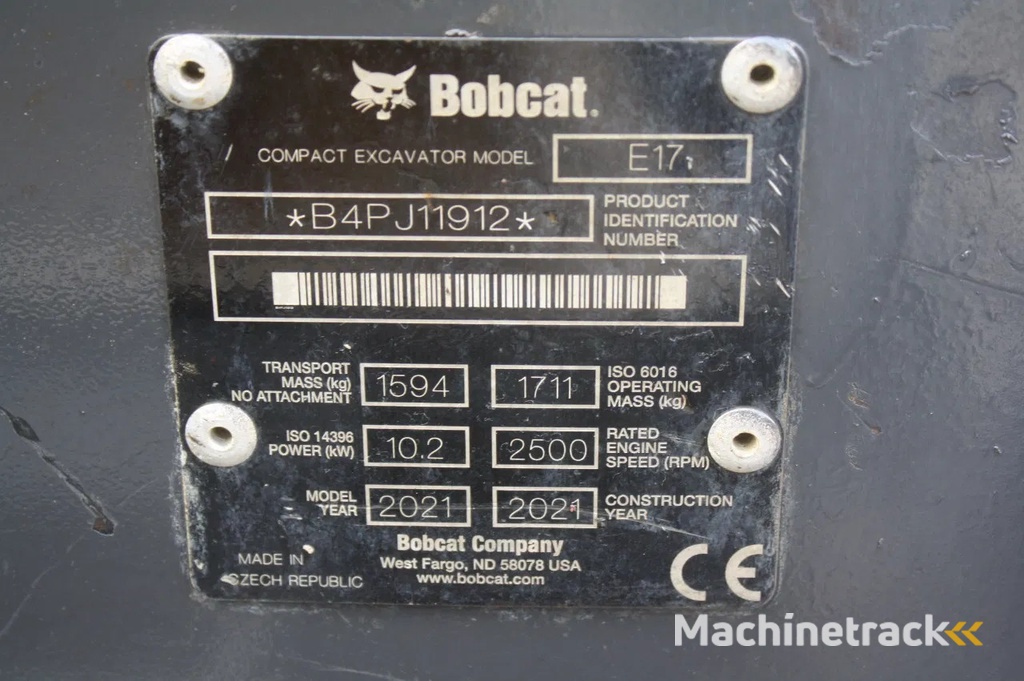 Bobcat.
COMPACT EXCAVATOR MODEL E17
*B4PJ11912*
PRODUCT
IDENTIFICATION
NUMBER
TRANSPORT
MASS (kg)
NO ATTACHMENT
1594
1711
ISO 6016
OPERATING
MASS (kg)
ISO 14396
POWER (kW)
10.2
2500
RATED
ENGINE
SPEED (RPM)
MODEL
YEAR
2021
2021
CONSTRUCTION
YEAR
Bobcat Company
West Fargo, ND 58078 USA
www.bobcat.com
MADE IN
CZECH REPUBLIC
CE
Machinetrack